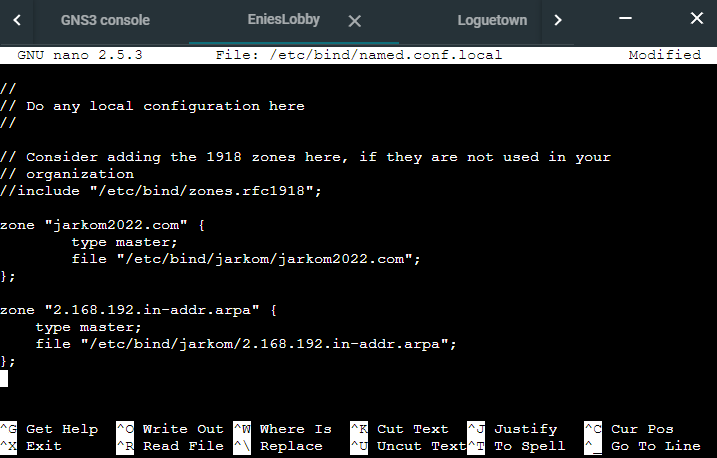 GNS3 console EniesLobby Loguetown
GNU nano 2.5.3 File: /etc/bind/named.conf.local Modified
//
// Do any local configuration here
//
// Consider adding the 1918 zones here, if they are not used in your
// organization
//include "/etc/bind/zones.rfc1918";
zone "jarkom2022.com" {
        type master;
        file "/etc/bind/jarkom/jarkom2022.com";
};
zone "2.168.192.in-addr.arpa" {
    type master;
    file "/etc/bind/jarkom/2.168.192.in-addr.arpa";
};
^G Get Help ^O Write Out ^W Where Is ^K Cut Text ^J Justify ^C Cur Pos
^X Exit ^R Read File ^\ Replace ^U Uncut Text ^T To Spell ^_ Go To Line